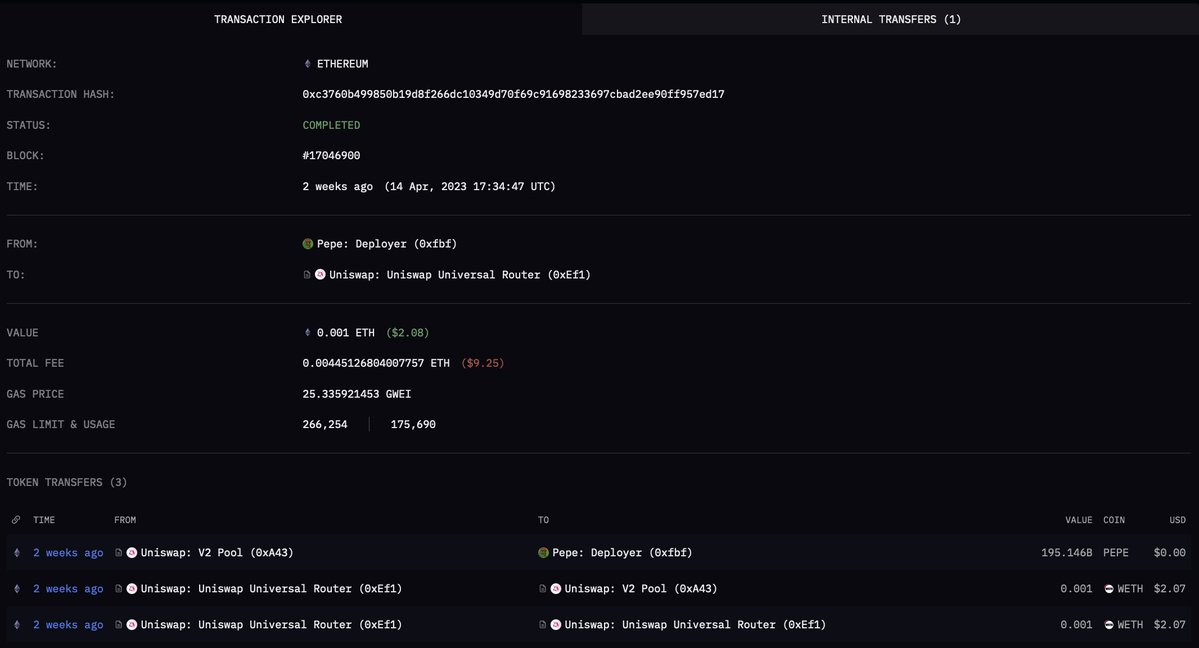 TRANSACTION EXPLORER INTERNAL TRANSFERS (1)
NETWORK: ETHEREUM
TRANSACTION HASH: 0xc3760b499850b19d8f266dc10349d70f69c91698233697cbad2ee90ff957ed17
STATUS: COMPLETED
BLOCK: #17046900
TIME: 2 weeks ago (14 Apr, 2023 17:34:47 UTC)
FROM: Pepe: Deployer (0xfbf)
TO: Uniswap: Uniswap Universal Router (0xEf1)
VALUE 0.001 ETH ($2.08)
TOTAL FEE 0.00445126804007757 ETH ($9.25)
GAS PRICE 25.335921453 GWEI
GAS LIMIT & USAGE 266,254 175,690
TOKEN TRANSFERS (3)
TIME FROM TO VALUE COIN USD
2 weeks ago Uniswap: V2 Pool (0xA43) Pepe: Deployer (0xfbf) 195.146B PEPE $0.00
2 weeks ago Uniswap: Uniswap Universal Router (0xEf1) Uniswap: V2 Pool (0xA43) 0.001 WETH $2.07
2 weeks ago Uniswap: Uniswap Universal Router (0xEf1) Uniswap: Uniswap Universal Router (0xEf1) 0.001 WETH $2.07